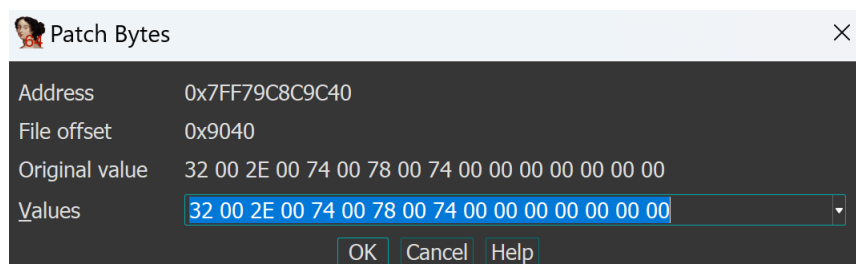 64 Patch Bytes
Address 0x7FF79C8C9C40
File offset 0x9040
Original value 32 00 2E 00 74 00 78 00 74 00 00 00 00 00 00 00
Values 32 00 2E 00 74 00 78 00 74 00 00 00 00 00 00 00
OK Cancel Help